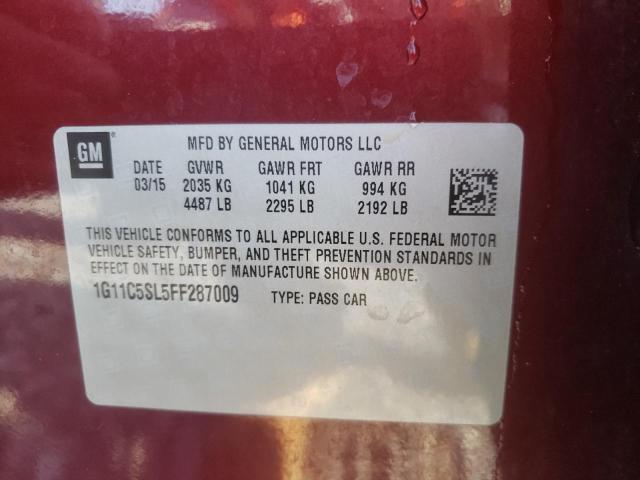 GM
MFD BY GENERAL MOTORS LLC
DATE GVWR GAWR FRT GAWR RR
03/15 2035 KG 1041 KG 994 KG
4487 LB 2295 LB 2192 LB
THIS VEHICLE CONFORMS TO ALL APPLICABLE U.S. FEDERAL MOTOR
VEHICLE SAFETY, BUMPER, AND THEFT PREVENTION STANDARDS IN
EFFECT ON THE DATE OF MANUFACTURE SHOWN ABOVE.
1G11C5SL5FF287009 TYPE: PASS CAR